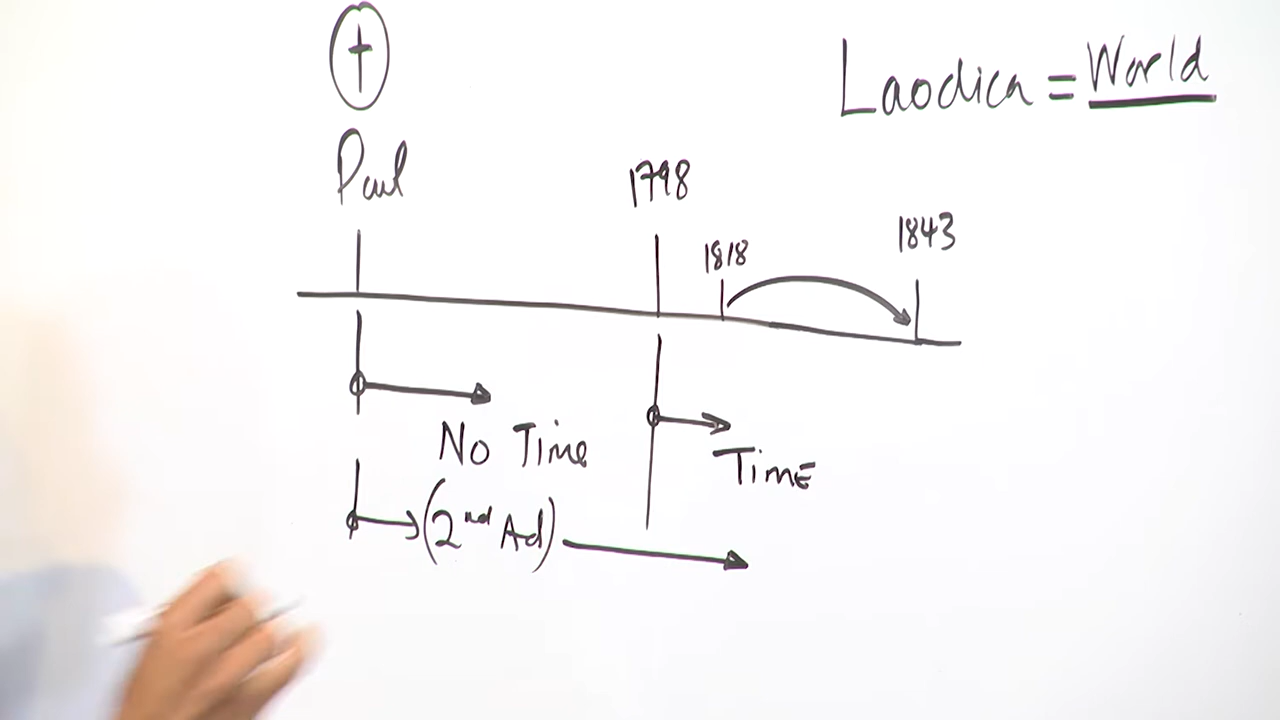 Laodica = World
Paul
1798
1818
1843
No Time
Time
(2nd Ad)